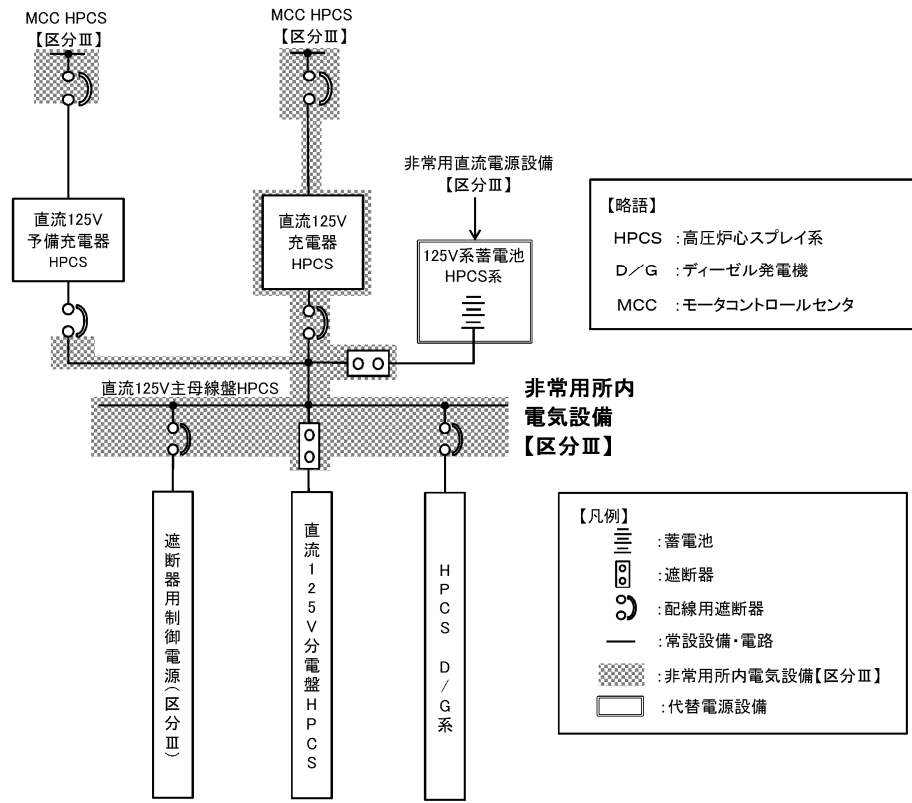 MCC HPCS
【区分Ⅲ】
MCC HPCS
【区分Ⅲ】
非常用直流電源設備
【区分Ⅲ】
直流125V
予備充電器
HPCS
直流125V
充電器
HPCS
125V系蓄電池
HPCS系
【略語】
HPCS :高圧炉心スプレイ系
D/G :ディーゼル発電機
MCC :モータコントロールセンタ
直流125V主母線盤HPCS
非常用所内
電気設備
【区分Ⅲ】
遮断器用制御電源(区分Ⅲ)
直流125V分電盤HPCS
HPCS D/G系
【凡例】
:蓄電池
:遮断器
:配線用遮断器
:常設設備・電路
:非常用所内電気設備【区分Ⅲ】
:代替電源設備